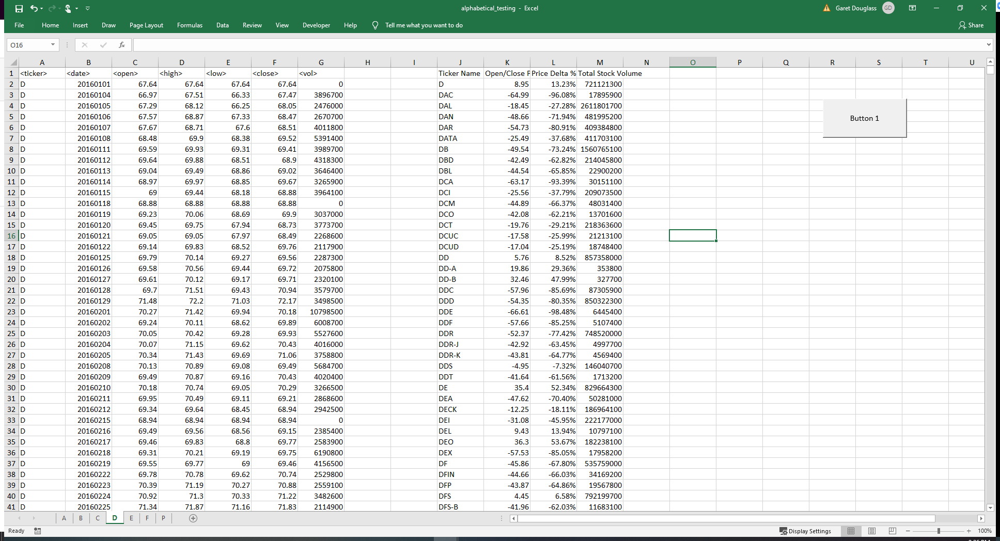 alphabetical_testing - Excel
Garet Douglass GD
File Home Insert Draw Page Layout Formulas Data Review View Developer Help Tell me what you want to do
Share
O16 fx
A B C D E F G H I J K L M N O P Q R S T U
1 <ticker> <date> <open> <high> <low> <close> <vol> Ticker Name Open/Close P Price Delta % Total Stock Volume
2 D 20160101 67.64 67.64 67.64 67.64 0 D 8.95 13.23% 721121300
3 D 20160104 66.97 67.51 66.33 67.47 3896700 DAC -64.99 -96.08% 17895900
4 D 20160105 67.29 68.12 66.25 68.05 2476000 DAL -18.45 -27.28% 2611801700
5 D 20160106 67.57 68.87 67.33 68.47 2670700 DAN -48.66 -71.94% 481995200
Button 1
6 D 20160107 67.67 68.71 67.6 68.51 4011800 DAR -54.73 -80.91% 409384800
7 D 20160108 68.48 69.9 68.38 69.52 5391400 DATA -25.49 -37.68% 411703100
8 D 20160111 69.59 69.93 69.31 69.41 3989700 DB -49.54 -73.24% 1560765100
9 D 20160112 69.64 69.88 68.51 68.9 4318300 DBD -42.49 -62.82% 214045800
10 D 20160113 69.04 69.49 68.86 69.02 3646400 DBL -44.54 -65.85% 22900200
11 D 20160114 68.97 69.97 68.85 69.67 3265900 DCA -63.17 -93.39% 30151100
12 D 20160115 69 69.44 68.18 68.88 3964100 DCI -25.56 -37.79% 209073500
13 D 20160118 68.88 68.88 68.88 68.88 0 DCM -44.89 -66.37% 48031400
14 D 20160119 69.23 70.06 68.69 69.9 3037000 DCO -42.08 -62.21% 13701600
15 D 20160120 69.45 69.75 67.94 68.73 3773700 DCT -19.76 -29.21% 218363600
16 D 20160121 69.05 69.05 67.97 68.49 2268600 DCUC -17.58 -25.99% 21213100
17 D 20160122 69.14 69.83 68.52 69.76 2117900 DCUD -17.04 -25.19% 18748400
18 D 20160125 69.79 70.14 69.27 69.56 2287300 DD 5.76 8.52% 857358000
19 D 20160126 69.58 70.56 69.44 69.72 2075800 DD-A 19.86 29.36% 353800
20 D 20160127 69.61 70.12 69.17 69.71 2320100 DD-B 32.46 47.99% 327700
21 D 20160128 69.7 71.51 69.43 70.94 3579700 DDC -57.96 -85.69% 87305900
22 D 20160129 71.48 72.2 71.03 72.17 3498500 DDD -54.35 -80.35% 850322300
23 D 20160201 70.27 71.42 69.94 70.18 10798500 DDE -66.61 -98.48% 6445400
24 D 20160202 69.24 70.11 68.62 69.89 6008700 DDF -57.66 -85.25% 5107400
25 D 20160203 70.05 70.42 69.28 69.93 5527600 DDR -52.37 -77.42% 748520000
26 D 20160204 70.07 71.15 69.62 70.43 4016000 DDR-J -42.92 -63.45% 4997700
27 D 20160205 70.34 71.43 69.69 71.06 3758800 DDR-K -43.81 -64.77% 4569400
28 D 20160208 70.13 70.89 69.08 69.49 5684700 DDS -4.95 -7.32% 146040700
29 D 20160209 69.49 70.87 69.16 70.43 4020400 DDT -41.64 -61.56% 1713200
30 D 20160210 70.18 70.74 69.05 70.29 3266500 DE 35.4 52.34% 829664300
31 D 20160211 69.95 70.49 69.11 69.21 2868600 DEA -47.62 -70.40% 50281000
32 D 20160212 69.34 69.64 68.45 68.94 2942500 DECK -12.25 -18.11% 186964100
33 D 20160215 68.94 68.94 68.94 68.94 0 DEI -31.08 -45.95% 222177000
34 D 20160216 69.49 69.56 68.56 69.15 2385400 DEL 9.43 13.94% 10797100
35 D 20160217 69.46 69.83 68.8 69.77 2583900 DEO 36.3 53.67% 182238100
36 D 20160218 69.31 70.21 69.19 69.75 6190800 DEX -57.53 -85.05% 17958200
37 D 20160219 69.55 69.77 69 69.46 4156500 DF -45.86 -67.80% 535759000
38 D 20160222 69.78 70.78 69.62 70.74 2529800 DFIN -44.66 -66.03% 34169200
39 D 20160223 70.39 71.19 70.27 70.88 2559100 DFP -43.87 -64.86% 19567800
40 D 20160224 70.92 71.3 70.33 71.22 3482600 DFS 4.45 6.58% 792199700
41 D 20160225 71.34 71.87 71.16 71.83 2114900 DFS-B -41.96 -62.03% 11683100
A B C D E F P
Ready Display Settings 100%